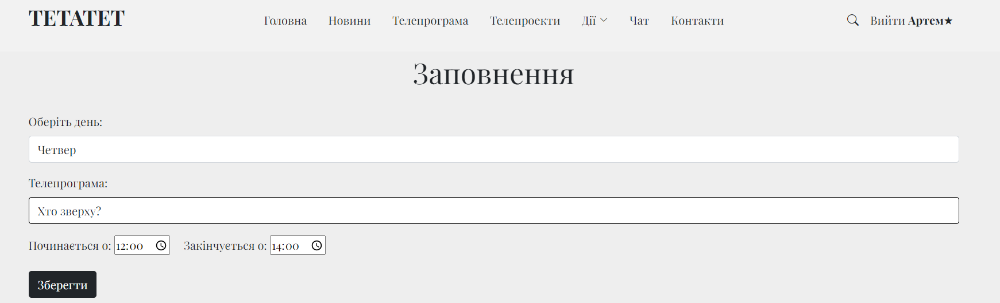 ТЕТАТЕТ
Головна Новини Телепрограма Телепроекти Дії Чат Контакти Вийти Артем★
Заповнення
Оберіть день:
Четвер
Телепрограма:
Хто зверху?
Починається о: 12:00 Закінчується о: 14:00
Зберегти